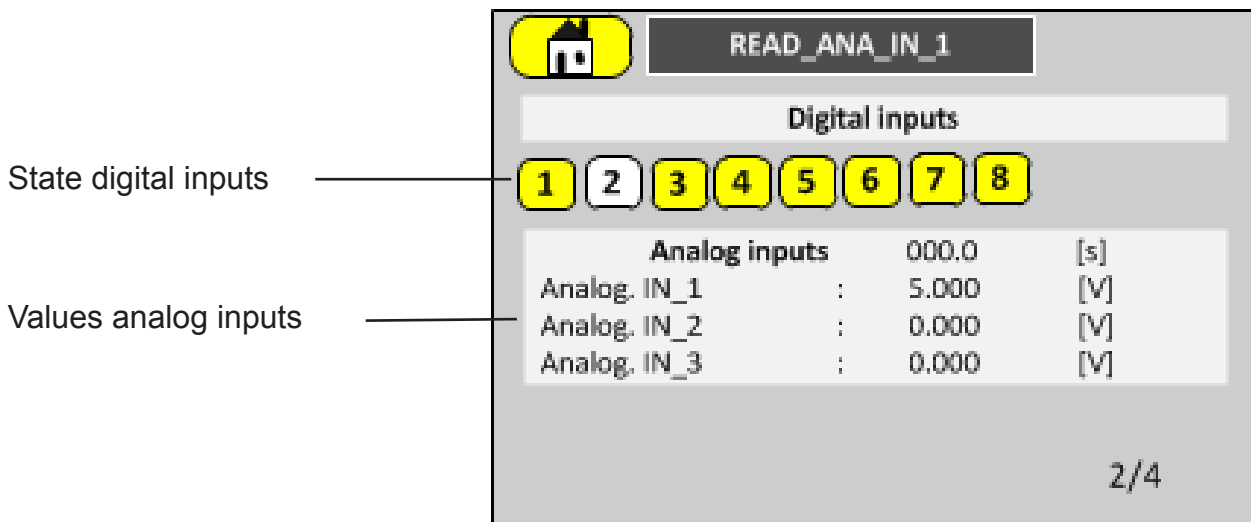 READ_ANA_IN_1
Digital inputs
State digital inputs
1 2 3 4 5 6 7 8
Analog inputs 000.0 [s]
Analog. IN_1 : 5.000 [V]
Values analog inputs
Analog. IN_2 : 0.000 [V]
Analog. IN_3 : 0.000 [V]
2/4